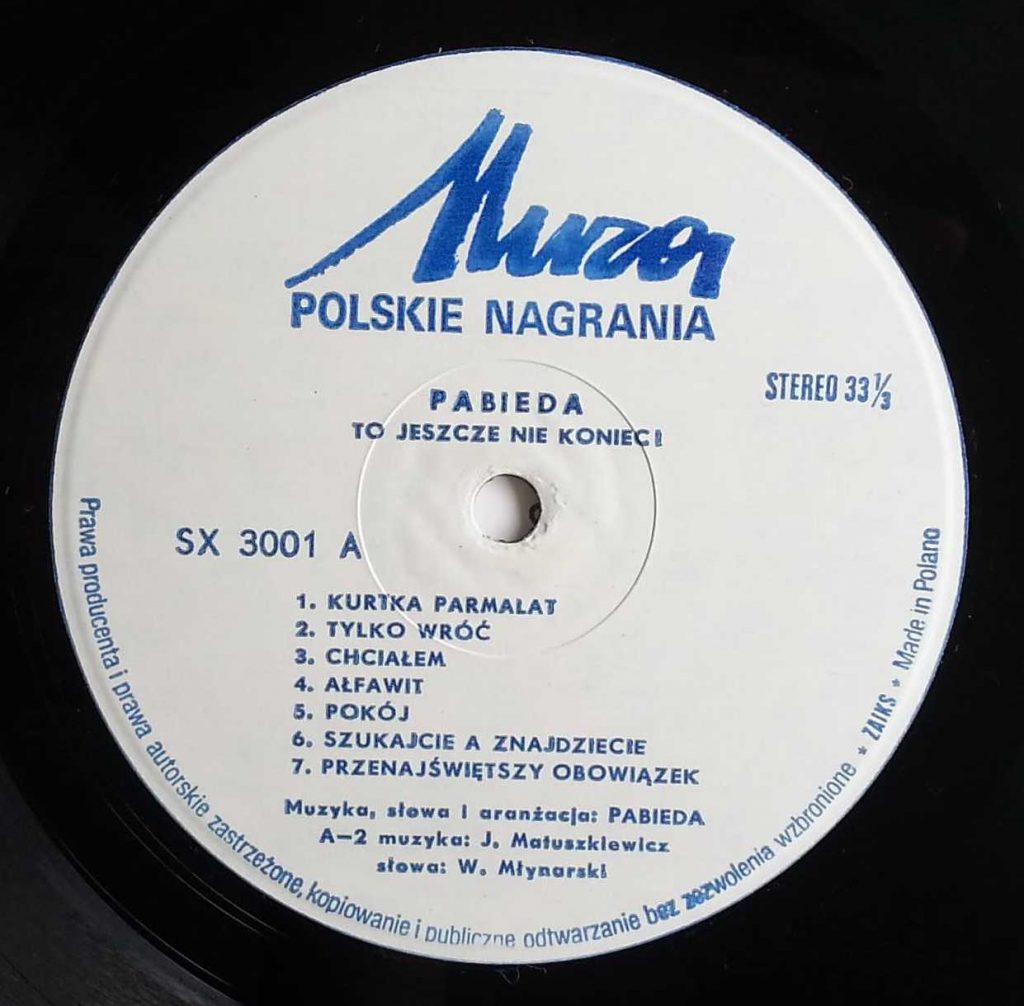 Muza
POLSKIE NAGRANIA
STEREO 33⅓
PABIEDA
TO JESZCZE NIE KONIEC!
SX 3001 A
1. KURTKA PARMALAT
2. TYLKO WRÓĆ
3. CHCIAŁEM
4. AŁFAWIT
5. POKÓJ
6. SZUKAJCIE A ZNAJDZIECIE
7. PRZENAJŚWIĘTSZY OBOWIĄZEK
Muzyka, słowa i aranżacja: PABIEDA
A—2 muzyka: J. Matuszkiewicz
słowa: W. Młynarski
Prawa producenta i prawa autorskie zastrzeżone, kopiowanie i publiczne odtwarzanie bez zezwolenia wzbronione * ZAIKS * Made in Poland